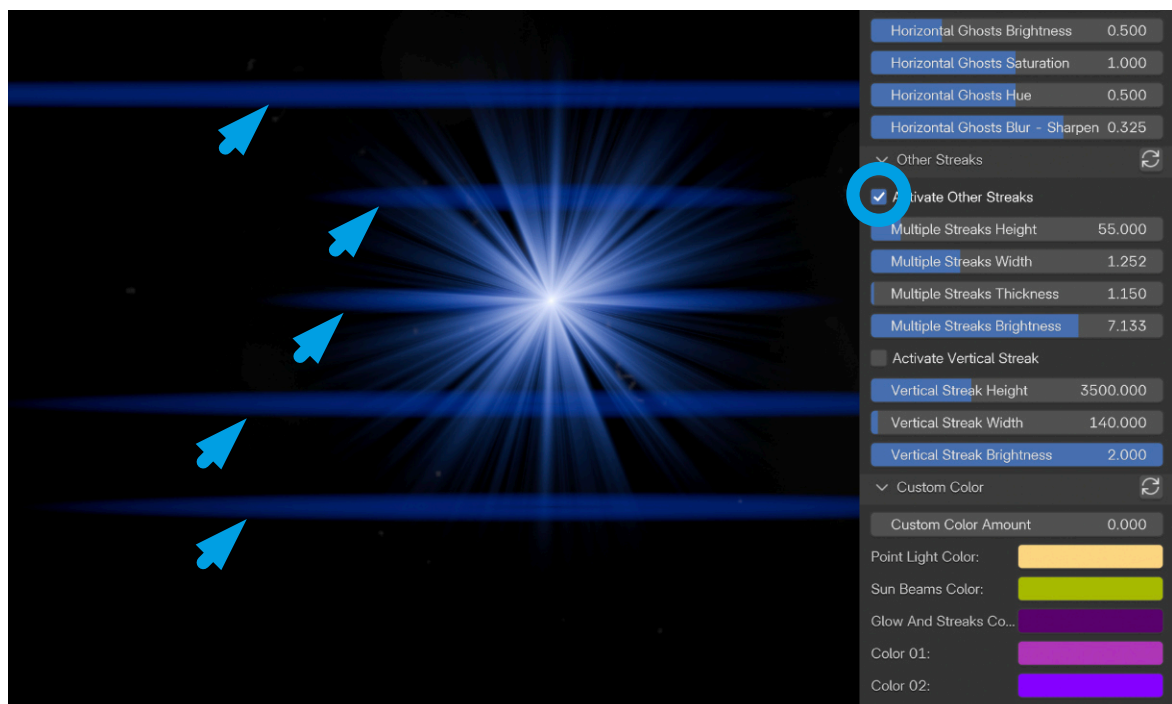 Horizontal Ghosts Brightness 0.500
Horizontal Ghosts Saturation 1.000
Horizontal Ghosts Hue 0.500
Horizontal Ghosts Blur - Sharpen 0.325
Other Streaks
Activate Other Streaks
Multiple Streaks Height 55.000
Multiple Streaks Width 1.252
Multiple Streaks Thickness 1.150
Multiple Streaks Brightness 7.133
Activate Vertical Streak
Vertical Streak Height 3500.000
Vertical Streak Width 140.000
Vertical Streak Brightness 2.000
Custom Color
Custom Color Amount 0.000
Point Light Color:
Sun Beams Color:
Glow And Streaks Co...
Color 01:
Color 02: